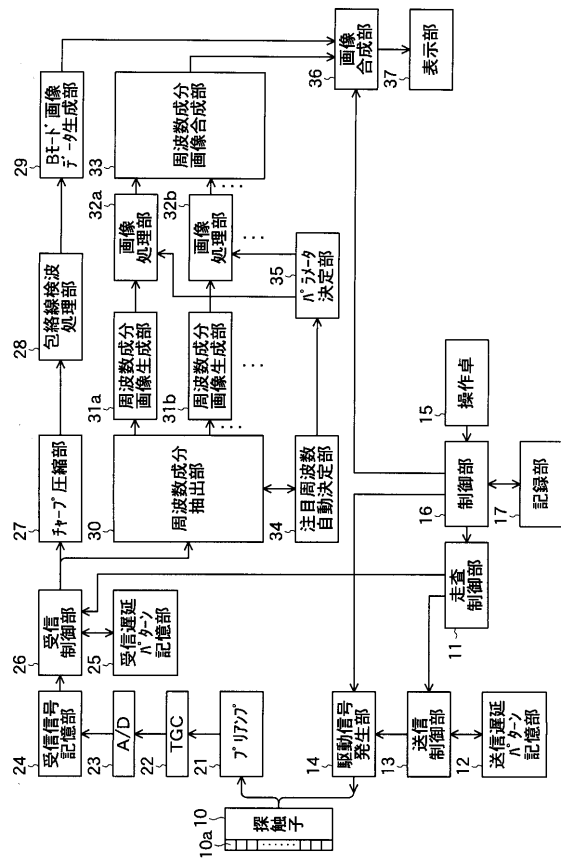 10
10a
探触子
24
受信信号
記憶部
23
A/D
22
TGC
21
プリアンプ
14
駆動信号
発生部
13
送信
制御部
12
送信遅延
パターン
記憶部
26
受信
制御部
25
受信遅延
パターン
記憶部
11
走査
制御部
27
チャープ圧縮部
30
周波数成分
抽出部
34
注目周波数
自動決定部
16
制御部
17
記録部
15
操作卓
28
包絡線検波
処理部
31a
周波数成分
画像生成部
31b
周波数成分
画像生成部
29
Bモード画像
データ生成部
32a
画像
処理部
32b
画像
処理部
33
周波数成分
画像合成部
35
パラメータ
決定部
36
画像
合成部
37
表示部